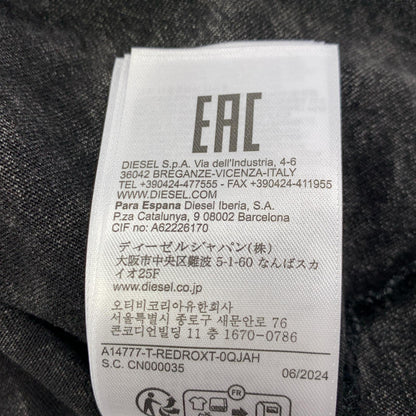 EAC
DIESEL S.p.A. Via dell'Industria, 4-6
36042 BREGANZE-VICENZA-ITALY
TEL +390424-477555 - FAX +390424-411955
WWW.DIESEL.COM
Para Espana Diesel Iberia, S.A.
P.za Catalunya, 9 08002 Barcelona
CIF no: A62226170
ディーゼルジャパン(株)
大阪市中央区難波 5-1-60 なんばスカ
イオ25F
www.diesel.co.jp
오티비코리아유한회사
서울특별시 종로구 새문안로 76
콘코디언빌딩 11 층 1670-0786
A14777-T-REDROXT-0QJAH
S.C. CN000035
06/2024
FR